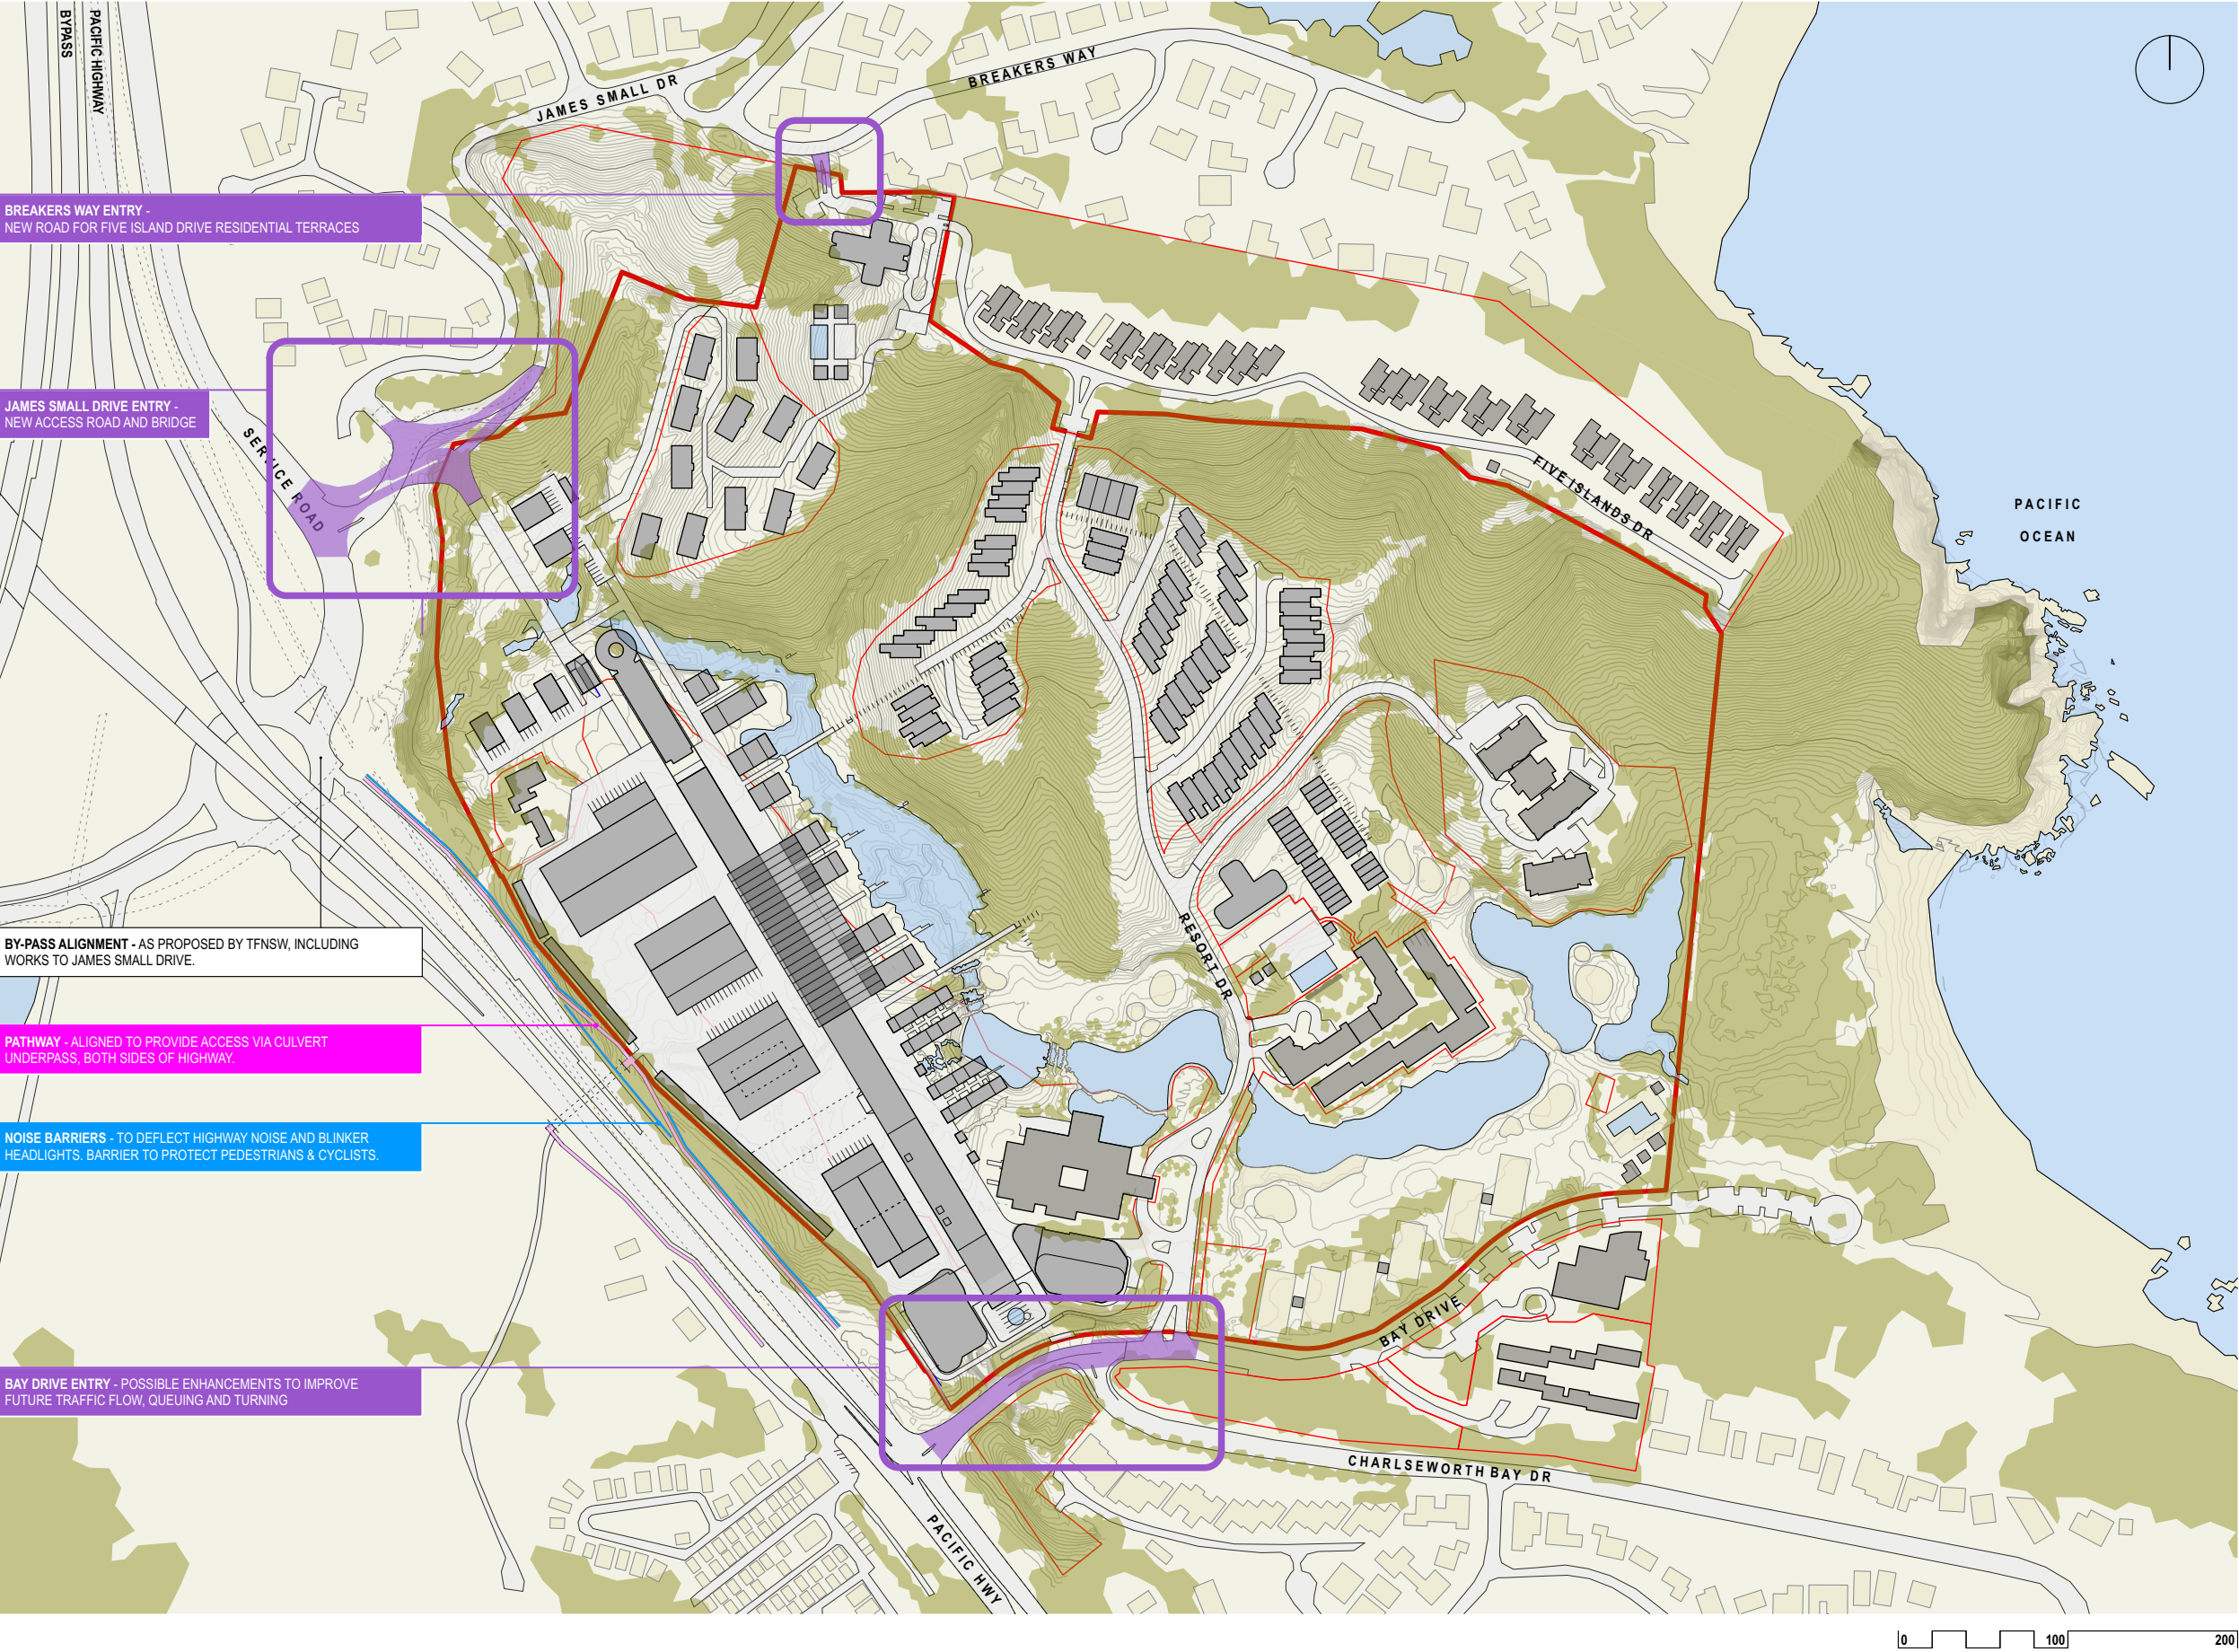 BYPASS
PACIFIC HIGHWAY
JAMES SMALL DR
BREAKERS WAY
BREAKERS WAY ENTRY -
NEW ROAD FOR FIVE ISLAND DRIVE RESIDENTIAL TERRACES
JAMES SMALL DRIVE ENTRY -
NEW ACCESS ROAD AND BRIDGE
SERVICE ROAD
FIVE ISLANDS DR
PACIFIC
OCEAN
BY-PASS ALIGNMENT - AS PROPOSED BY TFNSW, INCLUDING
WORKS TO JAMES SMALL DRIVE.
RESORT DR
PATHWAY - ALIGNED TO PROVIDE ACCESS VIA CULVERT
UNDERPASS, BOTH SIDES OF HIGHWAY.
NOISE BARRIERS - TO DEFLECT HIGHWAY NOISE AND BLINKER
HEADLIGHTS. BARRIER TO PROTECT PEDESTRIANS & CYCLISTS.
BAY DRIVE
BAY DRIVE ENTRY - POSSIBLE ENHANCEMENTS TO IMPROVE
FUTURE TRAFFIC FLOW, QUEUING AND TURNING
CHARLSEWORTH BAY DR
PACIFIC HWY
0 100 200